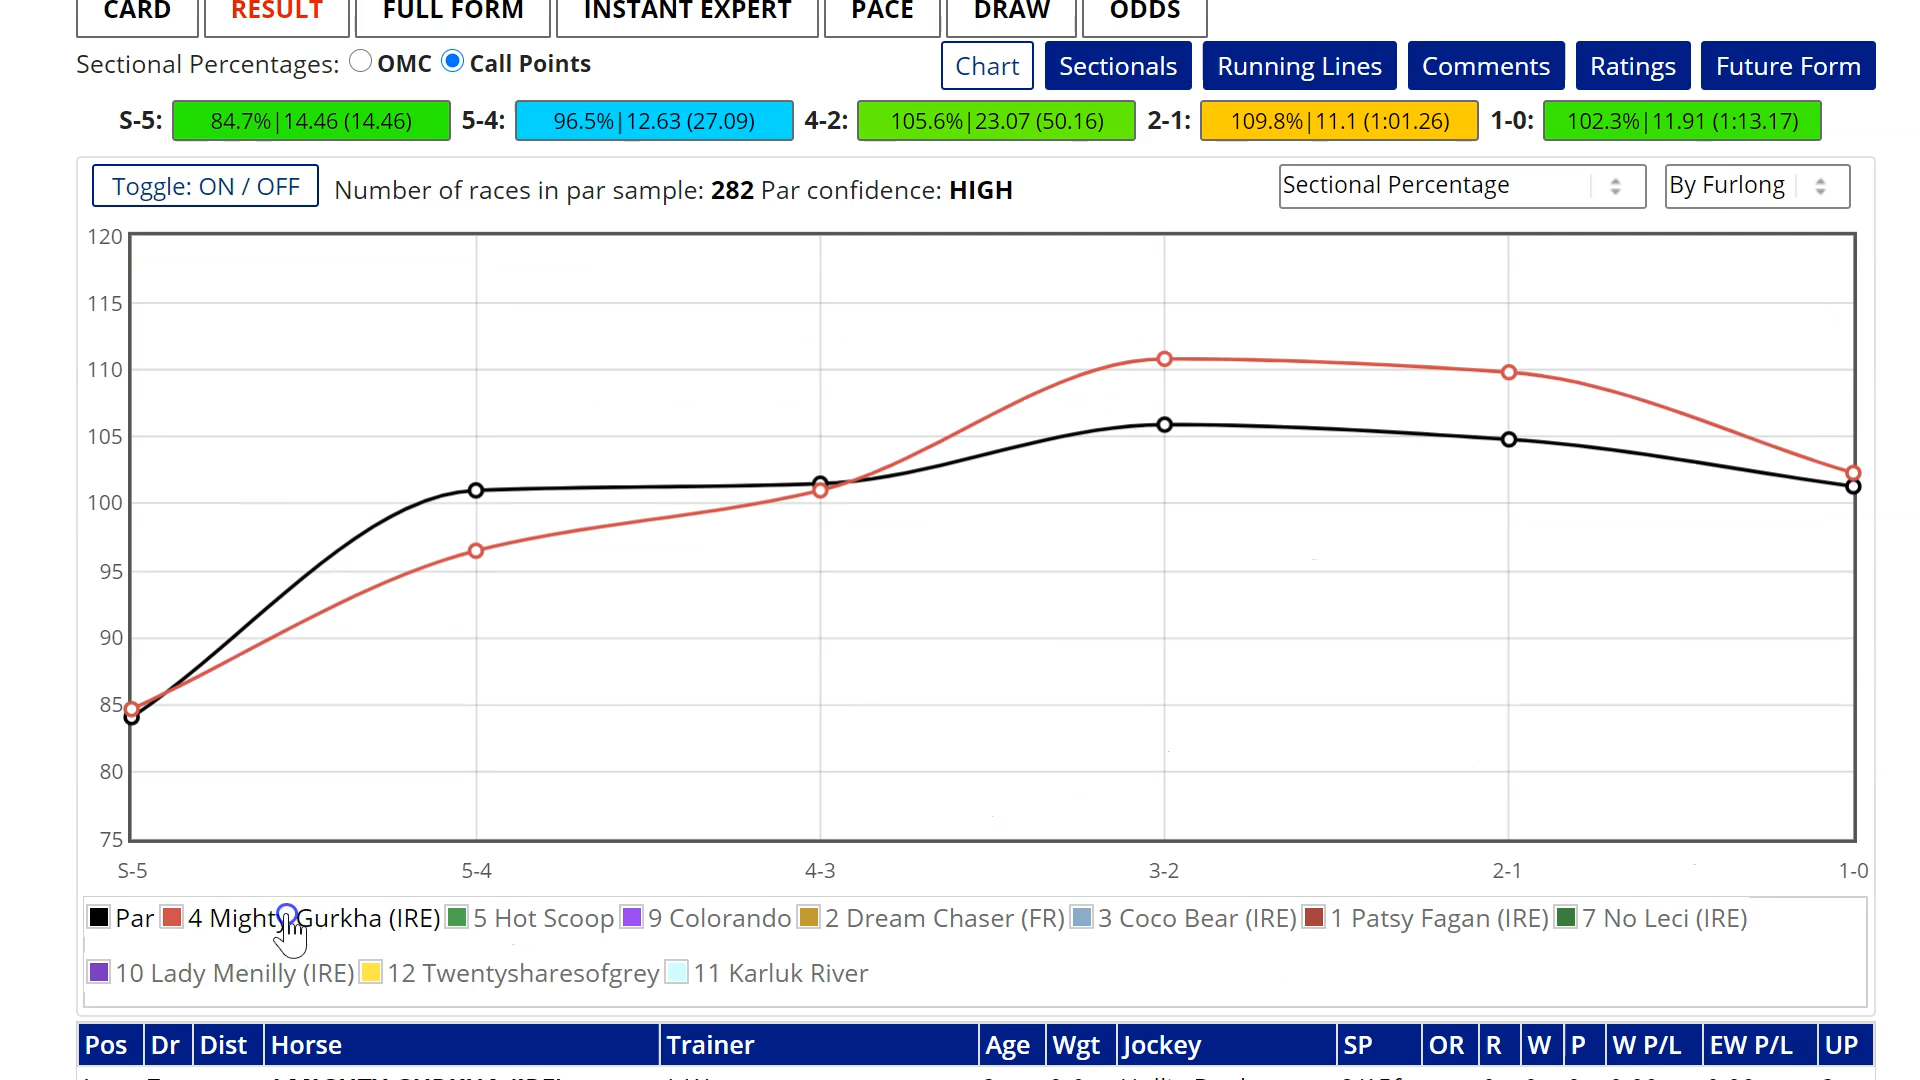 CARD RESULT FULL FORM INSTANT EXPERT PACE DRAW ODDS
Sectional Percentages: OMC Call Points Chart Sectionals Running Lines Comments Ratings Future Form
S-5: 84.7%|14.46 (14.46) 5-4: 96.5%|12.63 (27.09) 4-2: 105.6%|23.07 (50.16) 2-1: 109.8%|11.1 (1:01.26) 1-0: 102.3%|11.91 (1:13.17)
Toggle: ON / OFF Number of races in par sample: 282 Par confidence: HIGH Sectional Percentage By Furlong
120
115
110
105
100
95
90
85
80
75
S-5 5-4 4-3 3-2 2-1 1-0
Par 4 Mighty Gurkha (IRE) 5 Hot Scoop 9 Colorando 2 Dream Chaser (FR) 3 Coco Bear (IRE) 1 Patsy Fagan (IRE) 7 No Leci (IRE)
10 Lady Menilly (IRE) 12 Twentysharesofgrey 11 Karluk River
Pos Dr Dist Horse Trainer Age Wgt Jockey SP OR R W P W P/L EW P/L UP